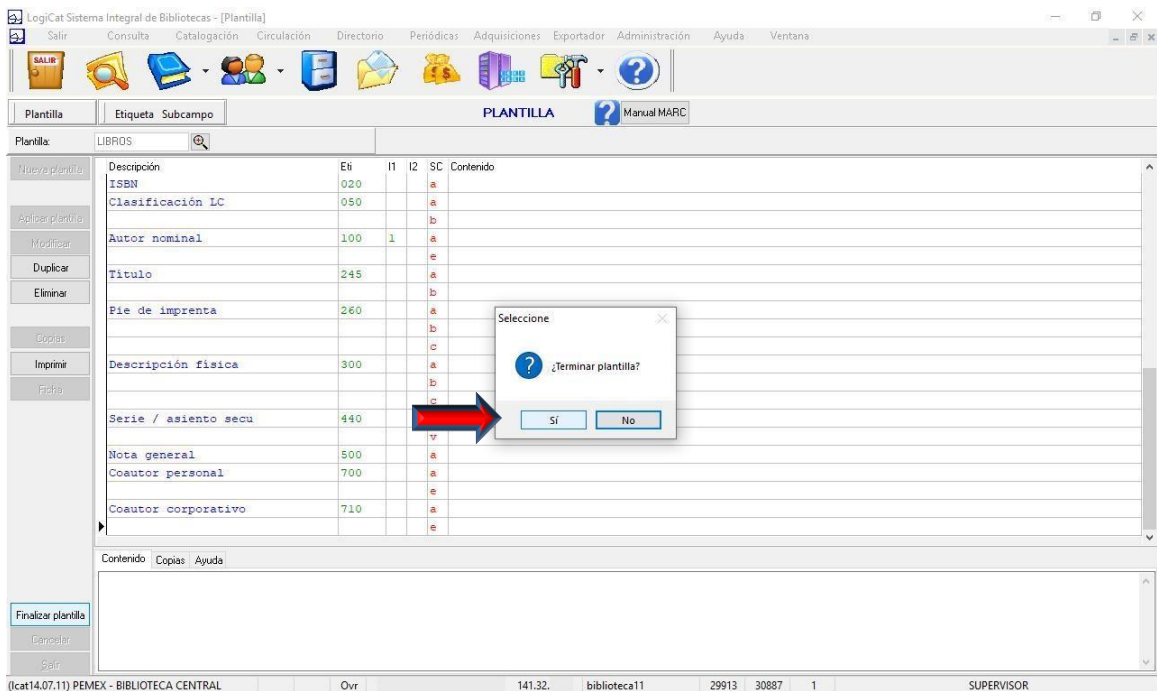 LogiCat Sistema Integral de Bibliotecas - [Plantilla]
Salir Consulta Catalogación Circulación Directorio Periódicas Adquisiciones Exportador Administración Ayuda Ventana
SALIR
Plantilla Etiqueta Subcampo PLANTILLA Manual MARC
Plantilla: LIBROS
Nueva plantilla
Aplicar plantilla
Modificar
Duplicar
Eliminar
Copias
Imprimir
Ficha
Descripción Eti I1 I2 SC Contenido
ISBN 020 a
Clasificación LC 050 a
b
Autor nominal 100 1 a
e
Título 245 a
b
Pie de imprenta 260 a
b
c
Descripción física 300 a
b
c
Serie / asiento secu 440
v
Nota general 500 a
Coautor personal 700 a
e
Coautor corporativo 710 a
e
Seleccione
¿Terminar plantilla?
Sí No
Contenido Copias Ayuda
Finalizar plantilla
Cancelar
Salir
(lcat14.07.11) PEMEX - BIBLIOTECA CENTRAL Ovr 141.32. biblioteca11 29913 30887 1 SUPERVISOR